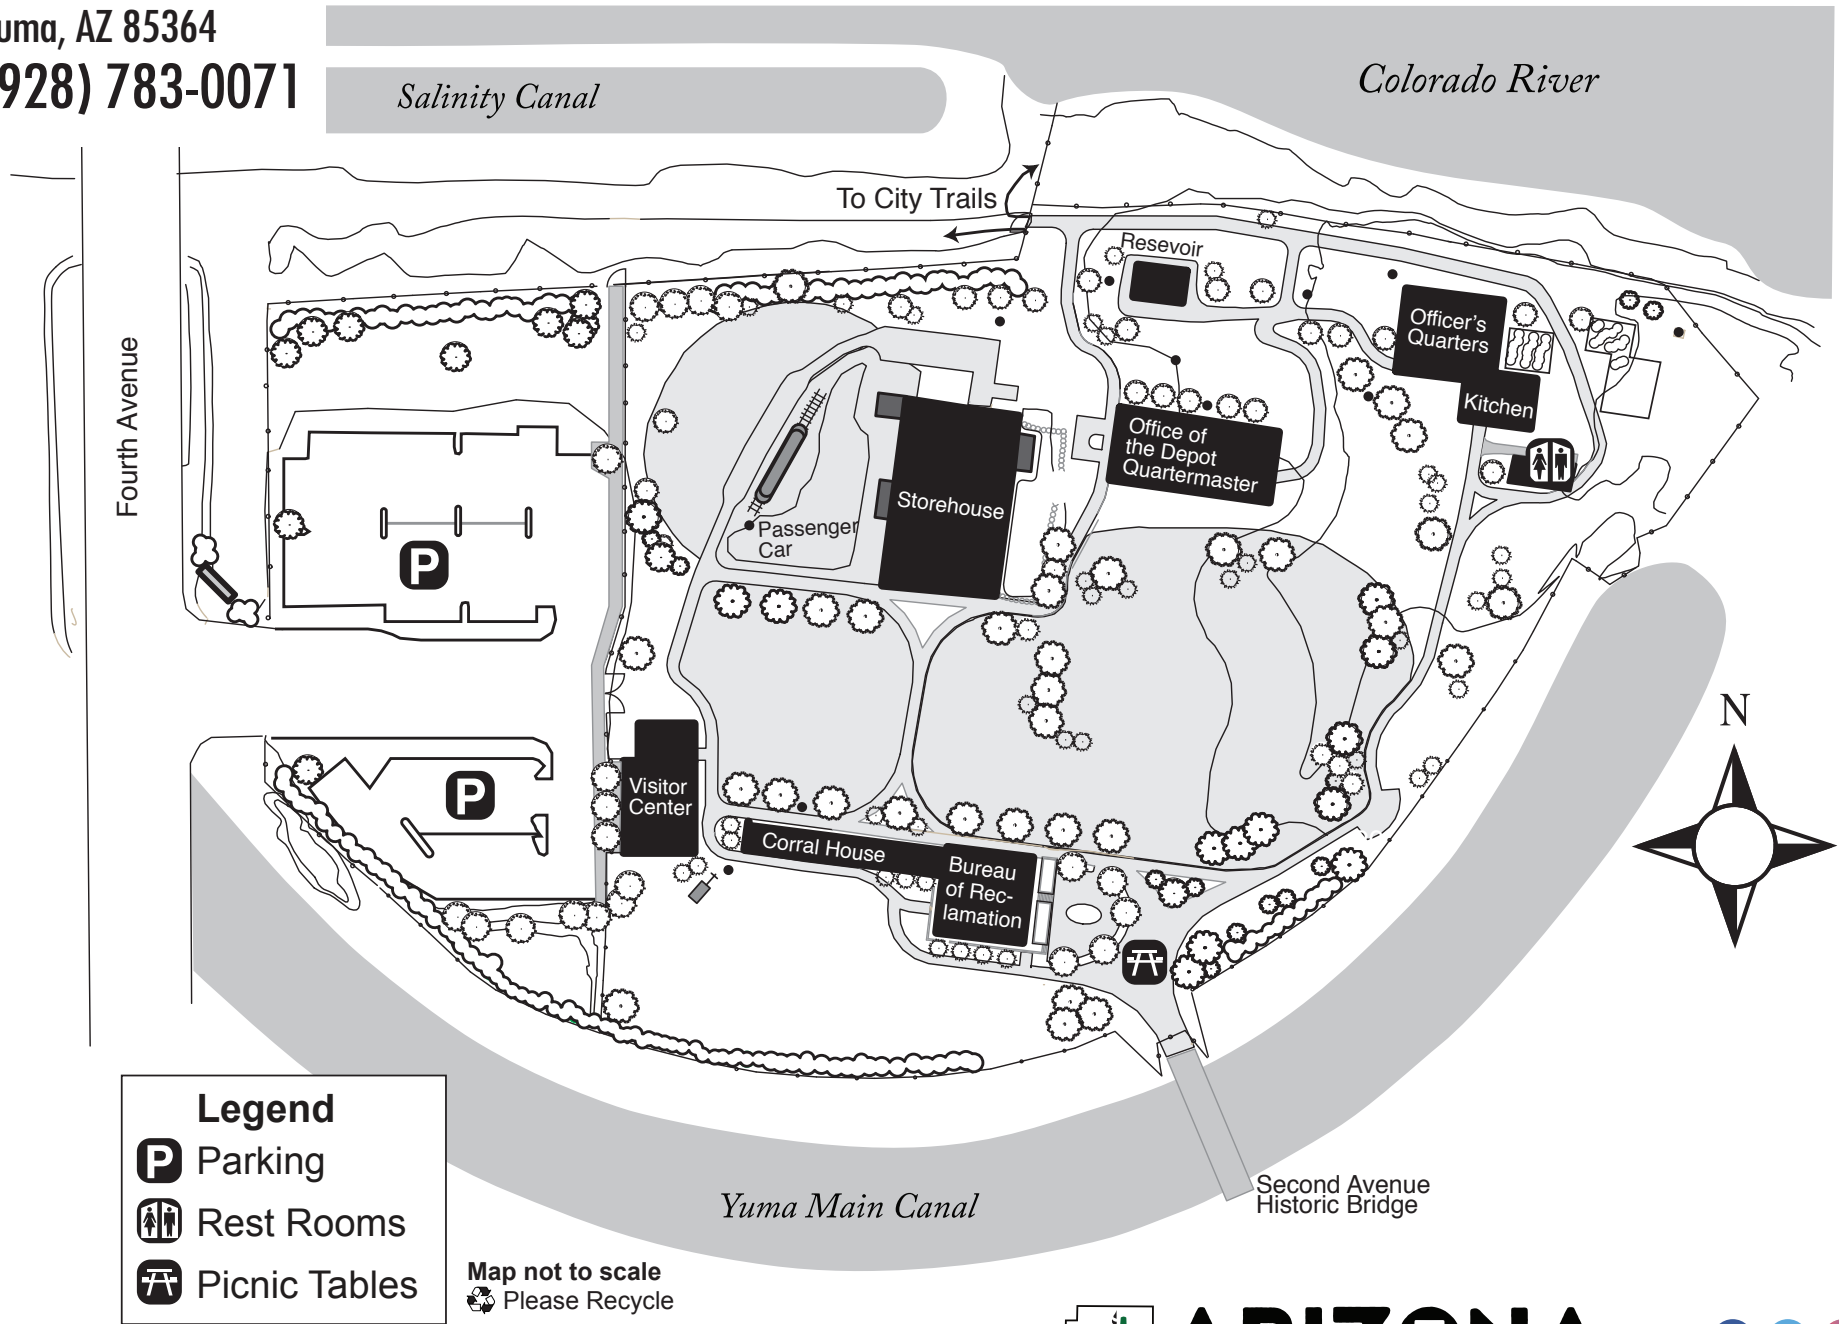 uma, AZ 85364
928) 783-0071
Salinity Canal
Colorado River
To City Trails
Resevoir
Officer's
Quarters
Kitchen
Fourth Avenue
Office of
the Depot
Quartermaster
Storehouse
Passenger
Car
P
N
Visitor
Center
P
Corral House
Bureau
of Rec-
lamation
Legend
P Parking
Rest Rooms
Picnic Tables
Yuma Main Canal
Second Avenue
Historic Bridge
Map not to scale
Please Recycle
ARIZONA